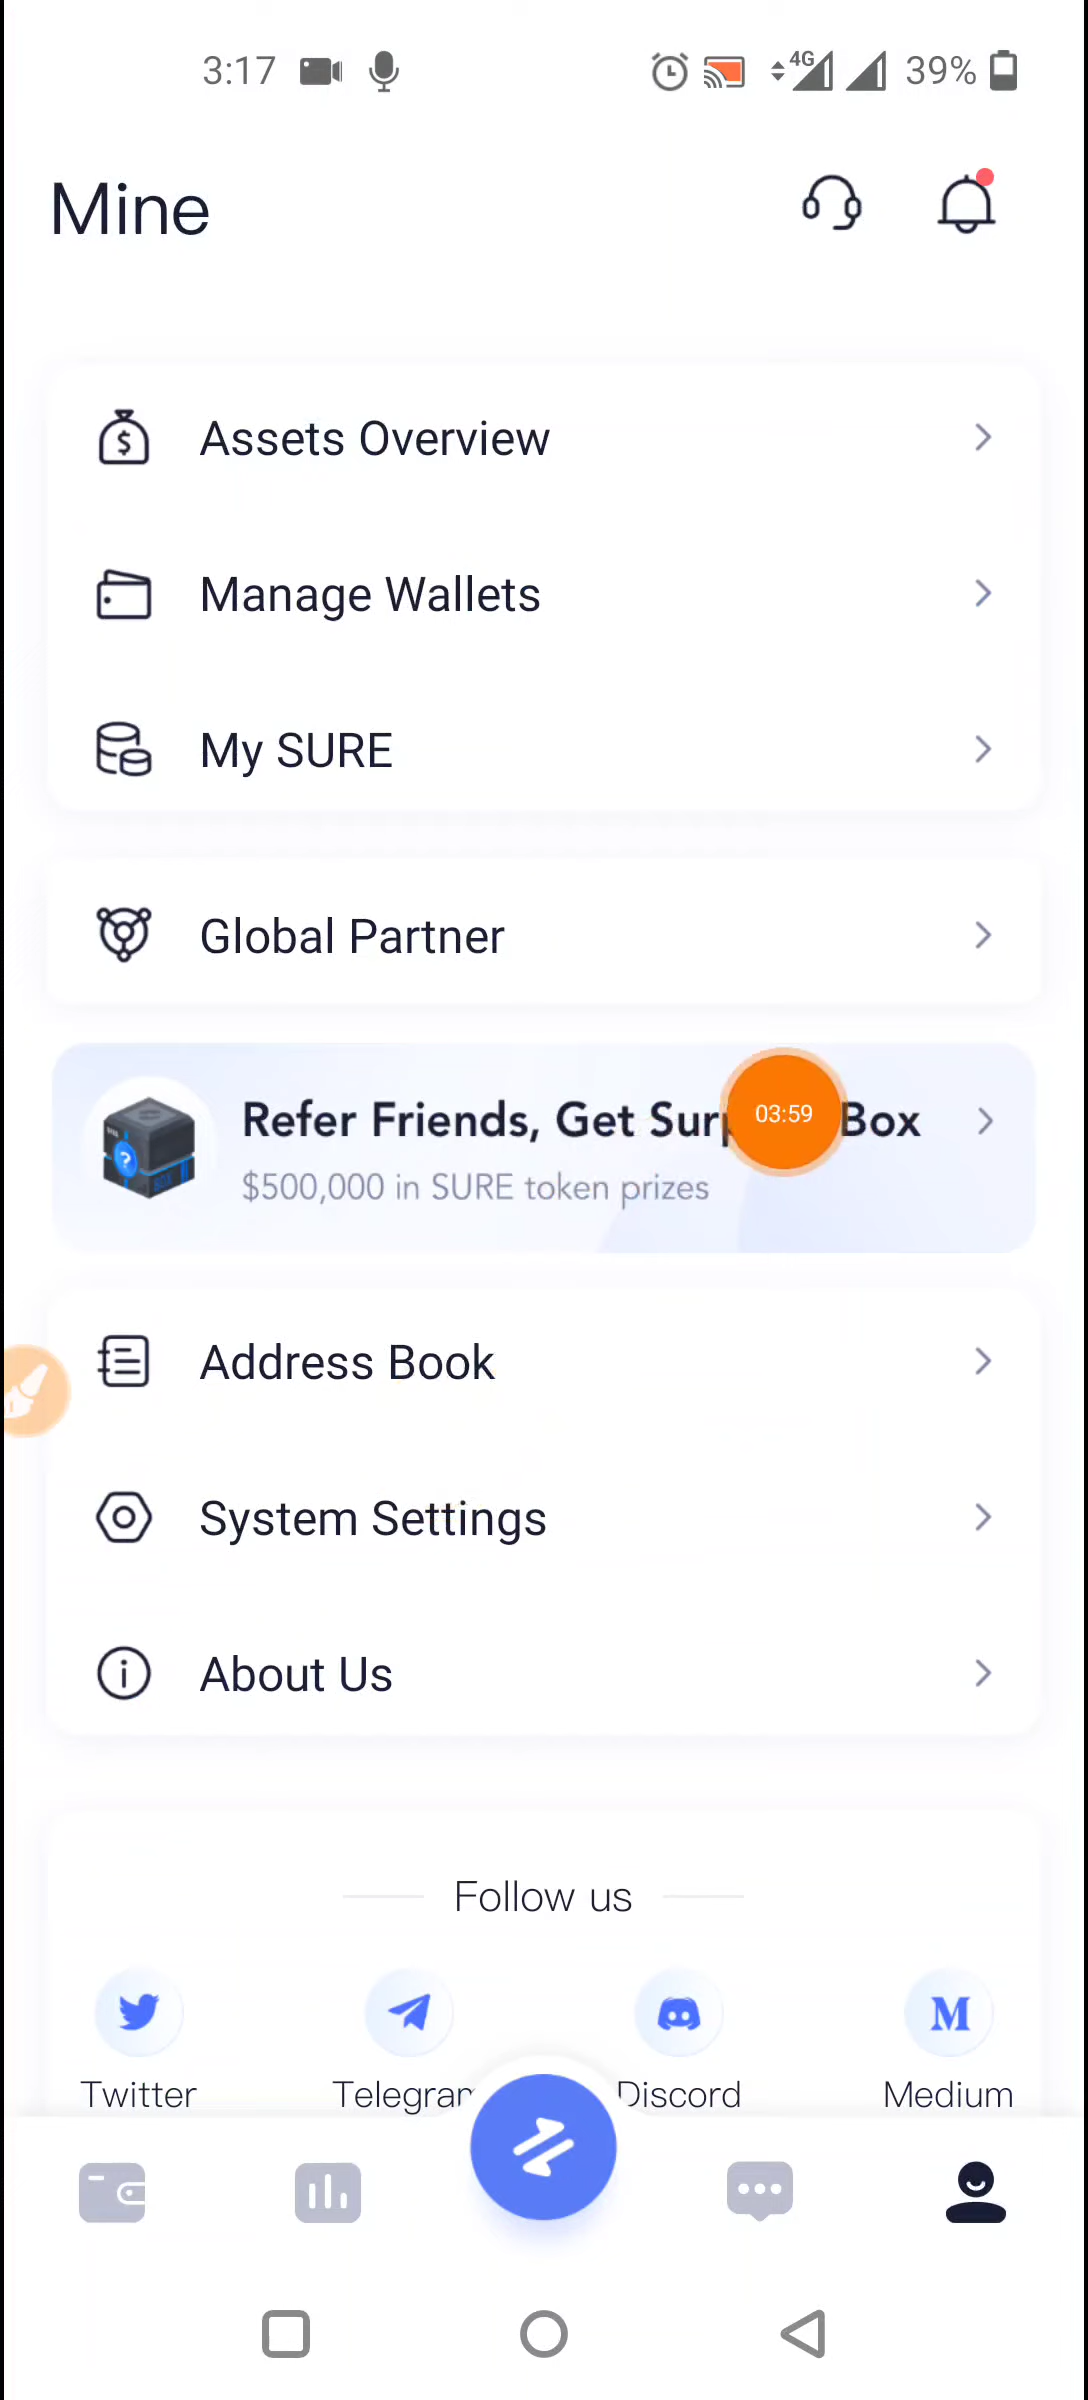 3:17 4G 39%
Mine
Assets Overview
Manage Wallets
My SURE
Global Partner
Refer Friends, Get Box
03:59
$500,000 in SURE token prizes
Address Book
System Settings
About Us
Follow us
Twitter Telegram Discord Medium